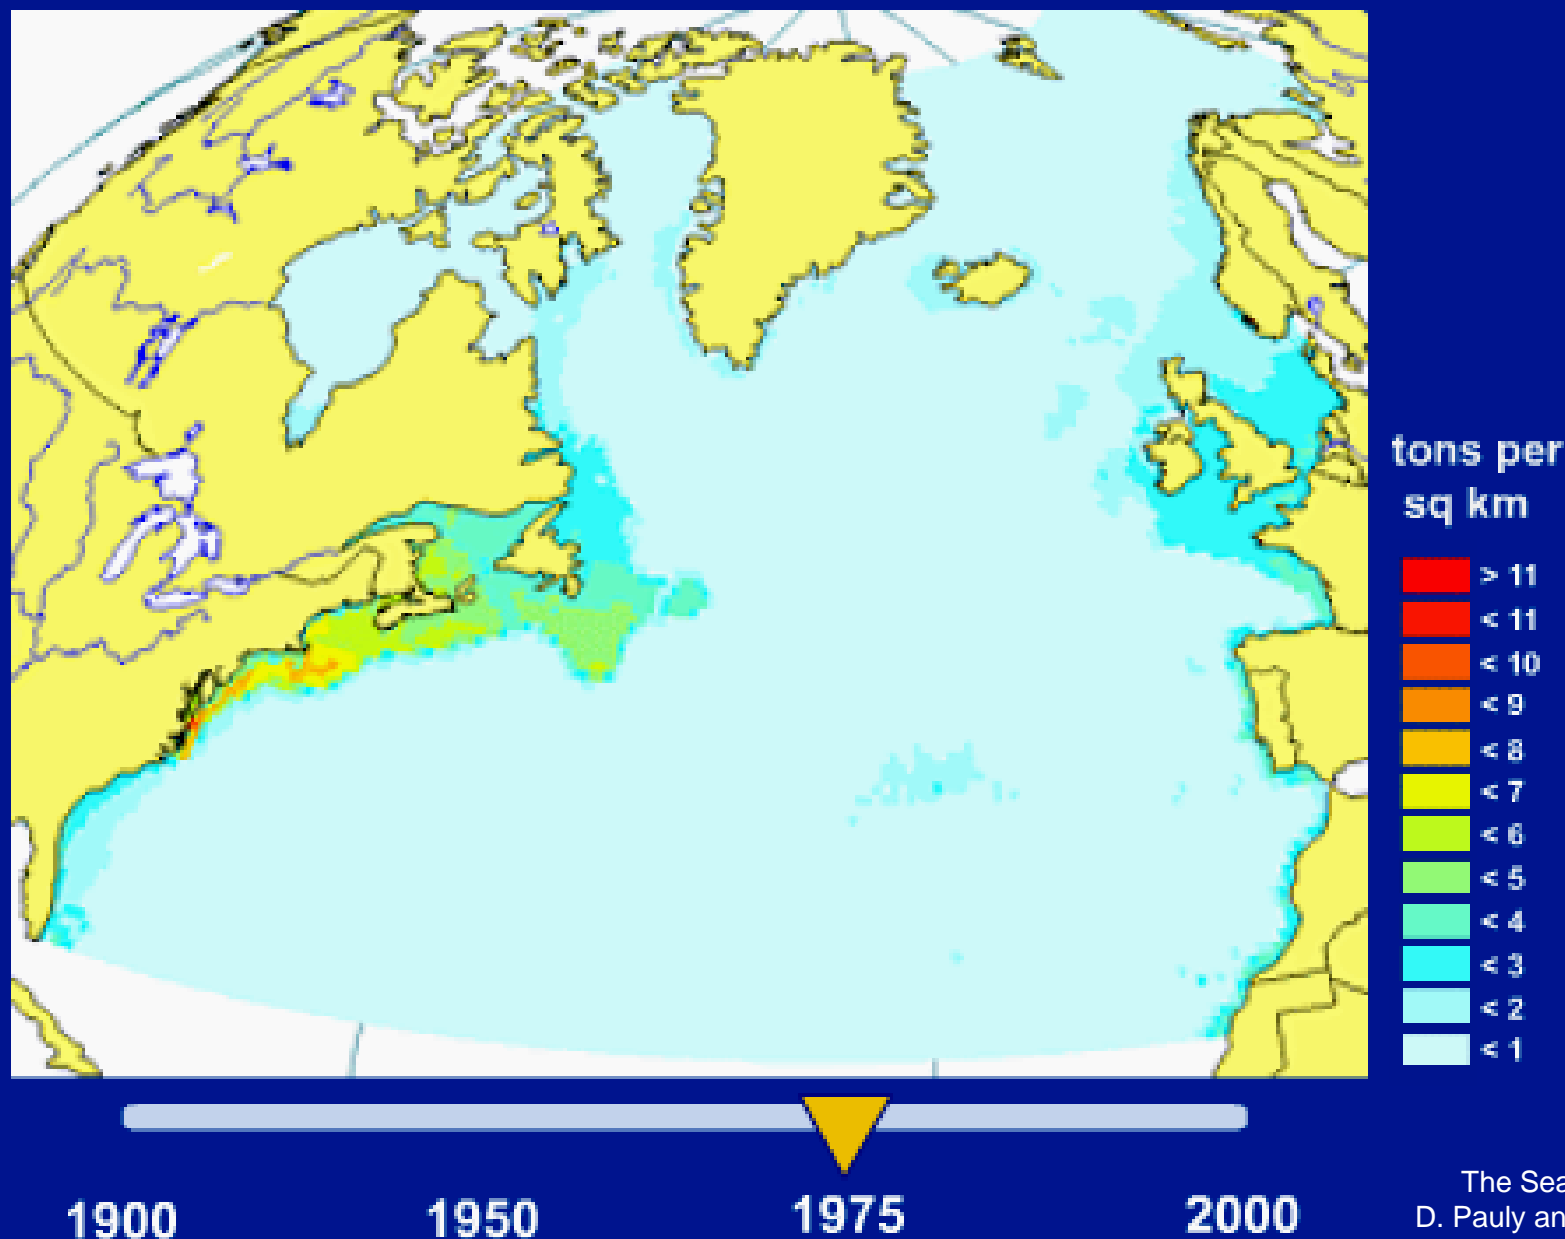 tons per
sq km
> 11
< 11
< 10
< 9
< 8
< 7
< 6
< 5
< 4
< 3
< 2
< 1
1900 1950 1975 2000
The Sea
D. Pauly an